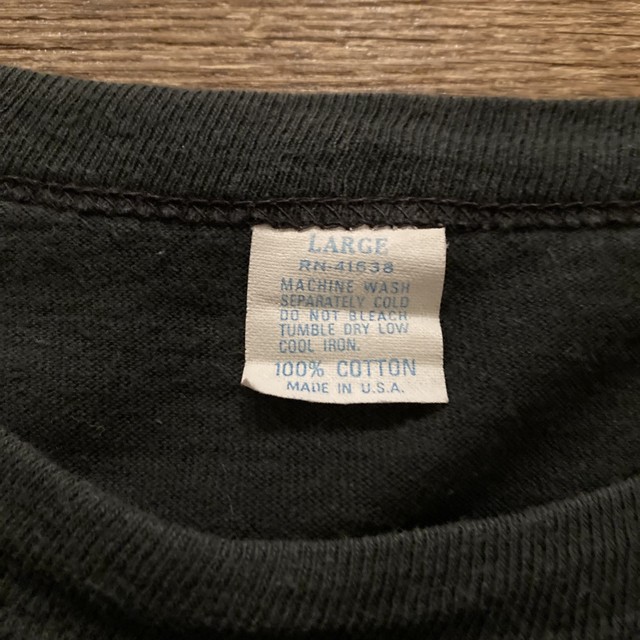 LARGE
RN-41638
MACHINE WASH
SEPARATELY COLD
DO NOT BLEACH
TUMBLE DRY LOW
COOL IRON.
100% COTTON
MADE IN U.S.A.